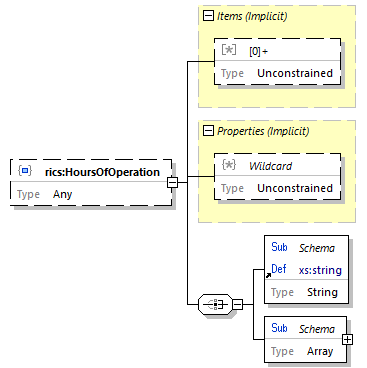 Items (Implicit)
[*] [0]+
Type Unconstrained
Properties (Implicit)
{*} Wildcard
Type Unconstrained
rics:HoursOfOperation
Type Any
Sub Schema
Def xs:string
Type String
Sub Schema
Type Array